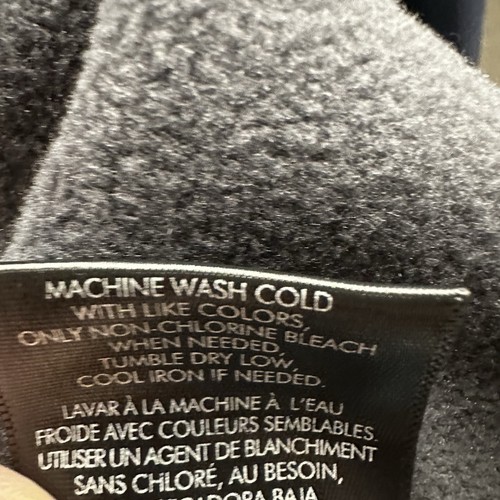 MACHINE WASH COLD
WITH LIKE COLORS,
ONLY NON-CHLORINE BLEACH
WHEN NEEDED,
TUMBLE DRY LOW,
COOL IRON IF NEEDED.
LAVAR À LA MACHINE À L'EAU
FROIDE AVEC COULEURS SEMBLABLES.
UTILISER UN AGENT DE BLANCHIMENT
SANS CHLORÉ, AU BESOIN,
BAJA